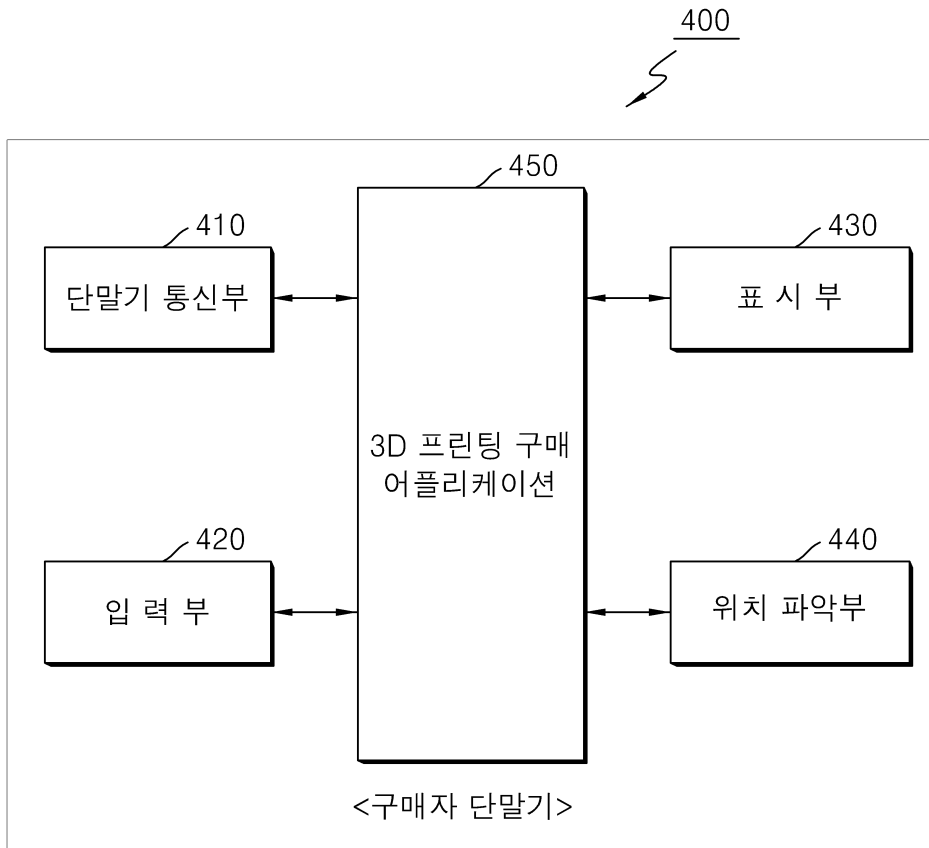 400
450
410
430
단말기 통신부
표 시 부
3D 프린팅 구매
어플리케이션
420
440
입 력 부
위치 파악부
<구매자 단말기>